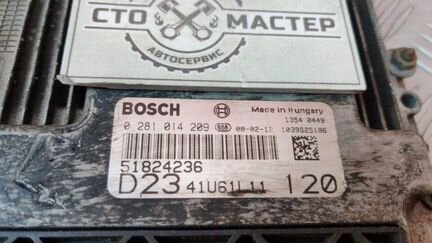 СТО МАСТЕР
АВТОСЕРВИС
BOSCH Made in Hungary
1354 0449
0 281 014 209 08-02-12 1039S25196
51824236
D23 41U61L11 120